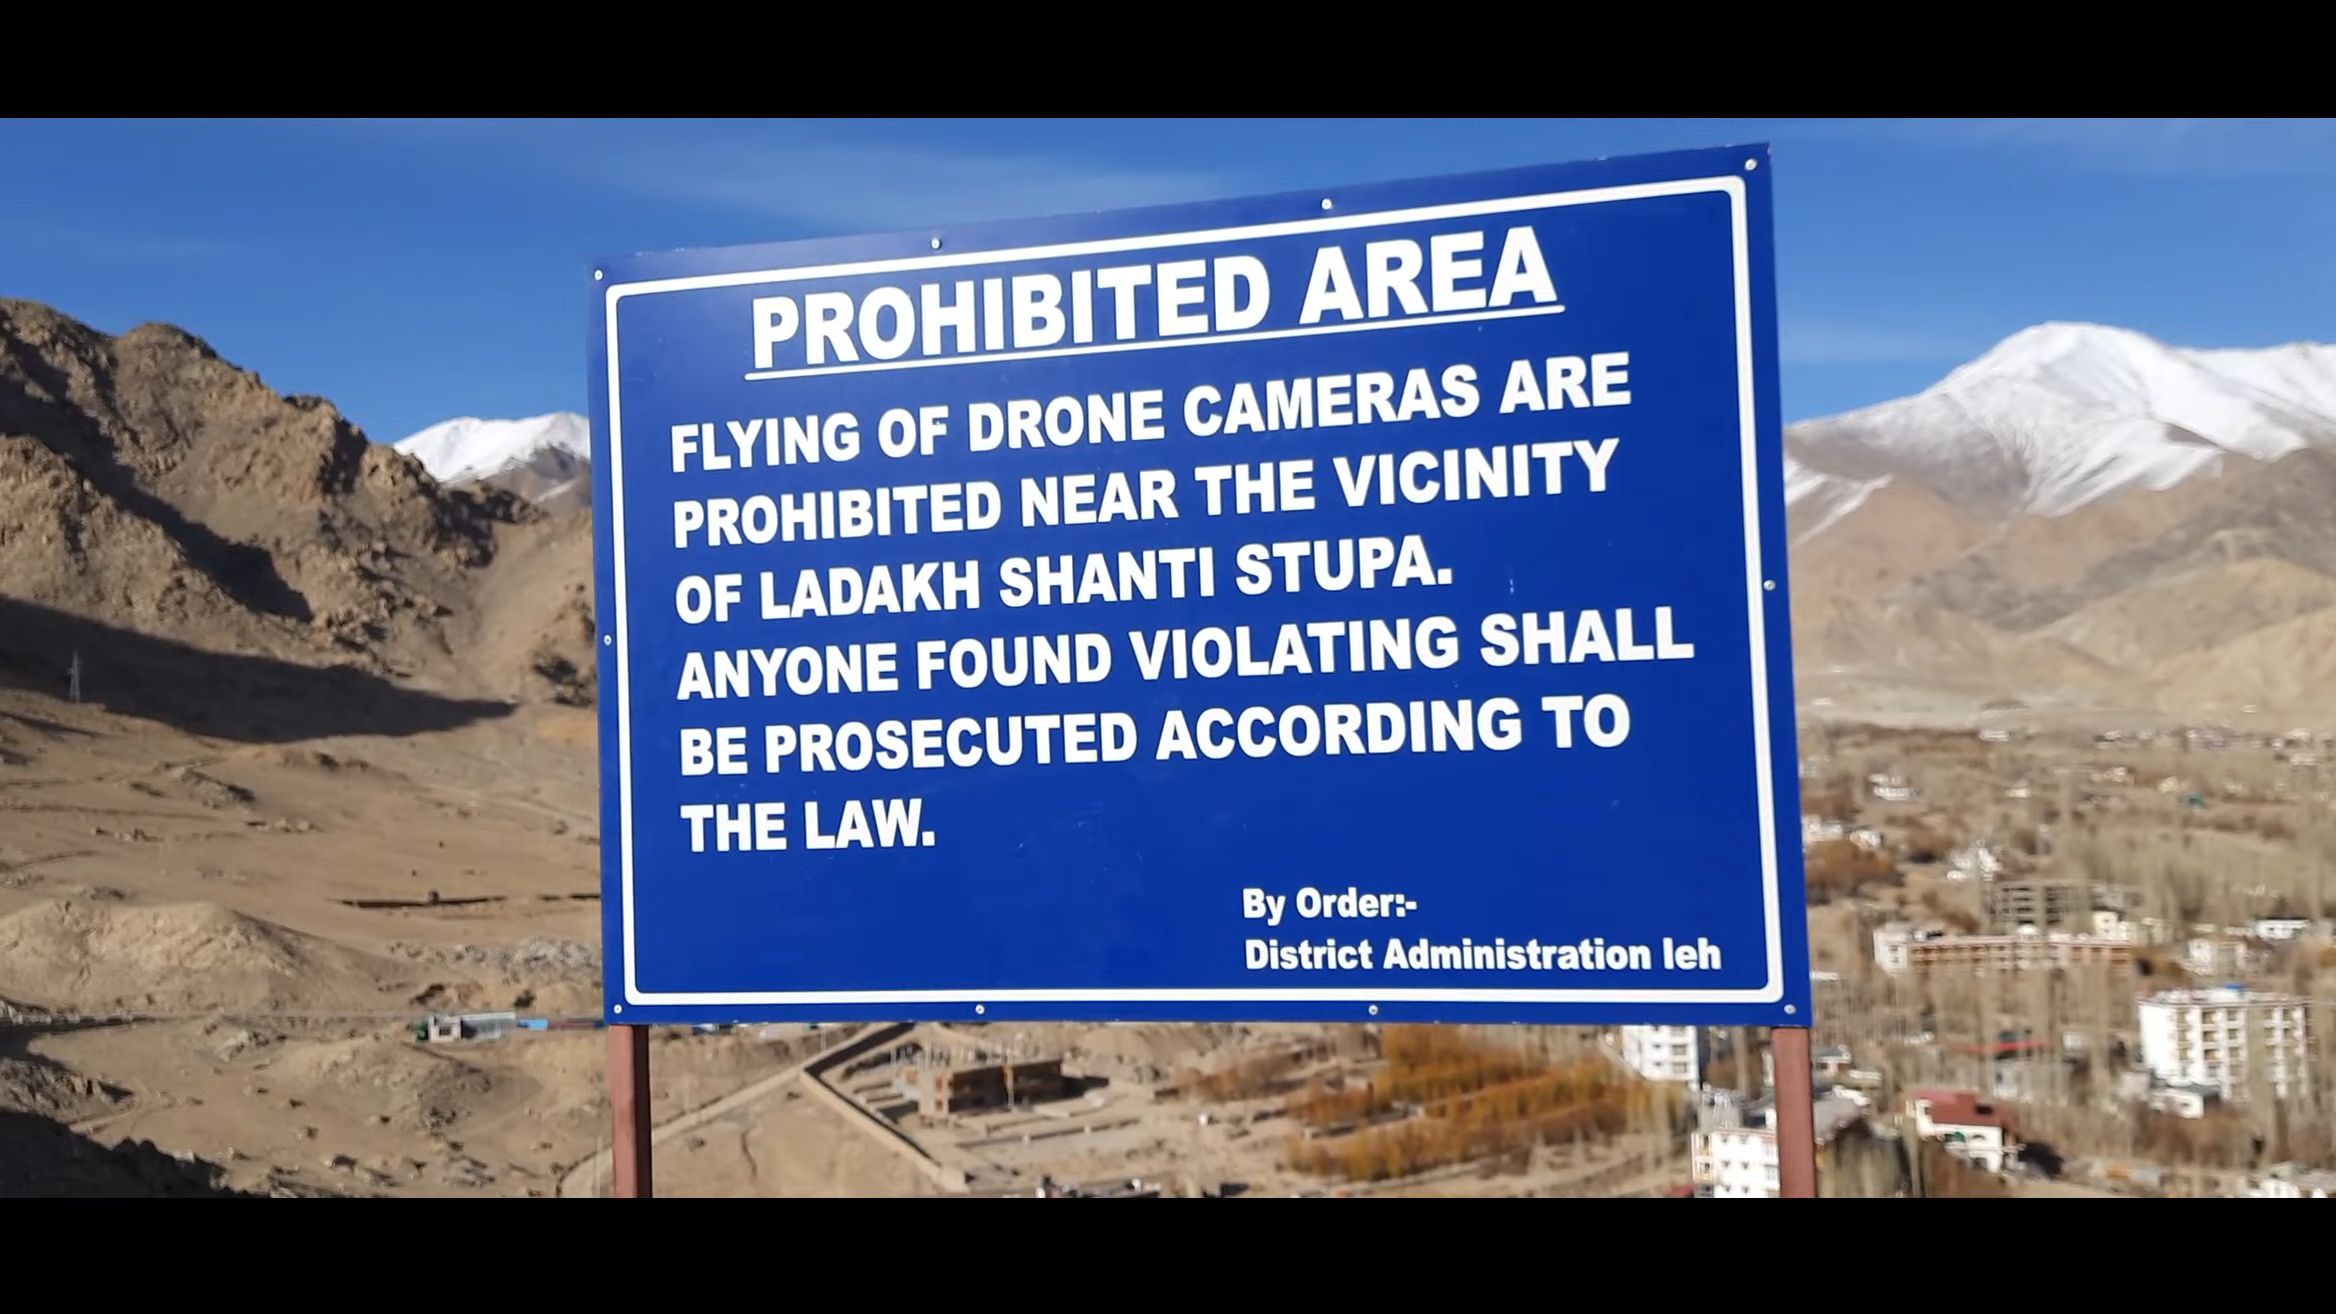 PROHIBITED AREA
FLYING OF DRONE CAMERAS ARE
PROHIBITED NEAR THE VICINITY
OF LADAKH SHANTI STUPA.
ANYONE FOUND VIOLATING SHALL
BE PROSECUTED ACCORDING TO
THE LAW.
By Order:-
District Administration leh